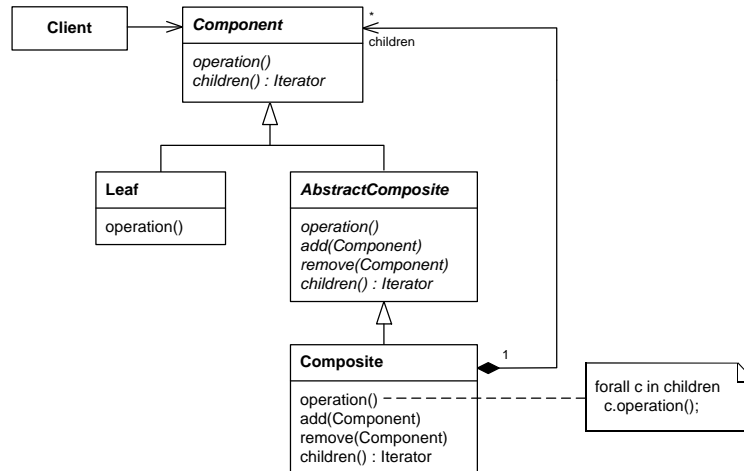 Client
Component
operation()
children() : Iterator
*
children
Leaf
operation()
AbstractComposite
operation()
add(Component)
remove(Component)
children() : Iterator
Composite
operation()
add(Component)
remove(Component)
children() : Iterator
1
forall c in children
c.operation();